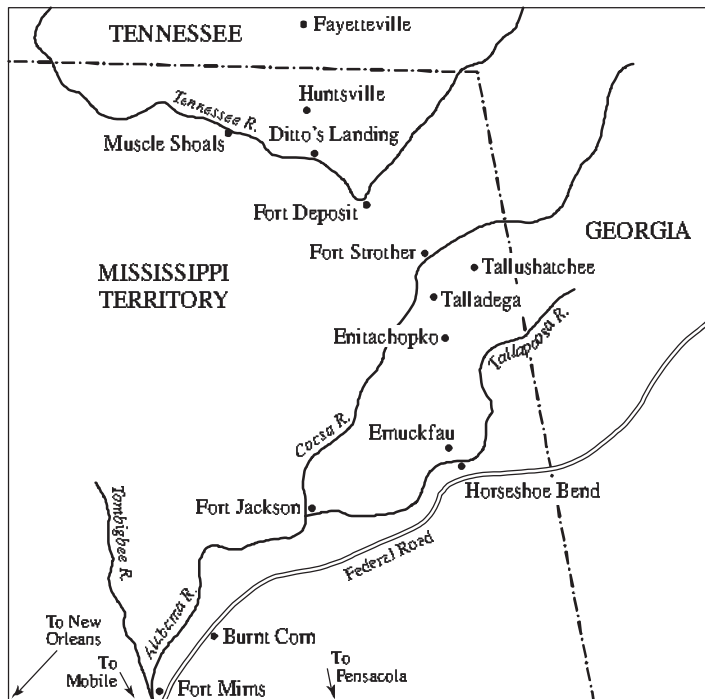 TENNESSEE
Fayetteville
Huntsville
Tennessee R.
Ditto's Landing
Muscle Shoals
Fort Deposit
GEORGIA
Fort Strother
Tallushatchee
MISSISSIPPI
TERRITORY
Talladega
Enitachopko
Tallapoosa R.
Coosa R.
Emuckfau
Horseshoe Bend
Fort Jackson
Tombigbee R.
Federal Road
Alabama R.
Burnt Corn
To New
Orleans
To
Mobile
To
Pensacola
Fort Mims